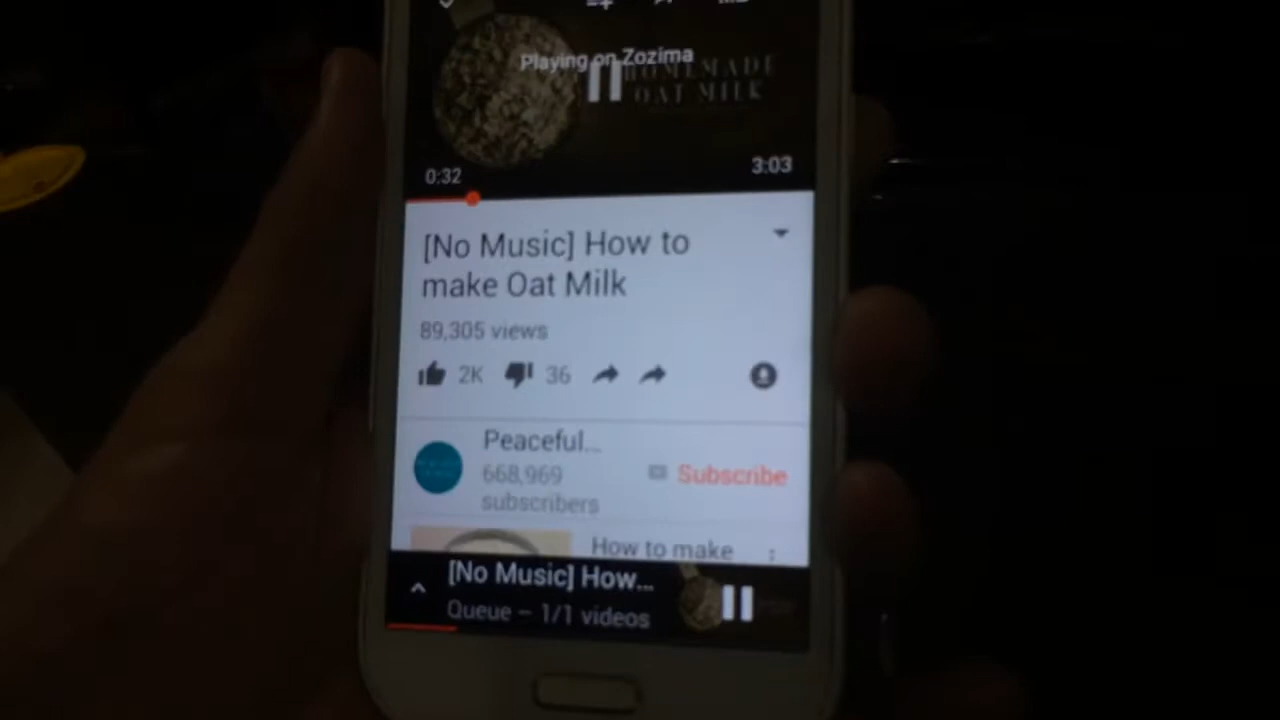 Playing on Zozima
HOMEMADE
OAT MILK
0:32
3:03
[No Music] How to
make Oat Milk
89,305 views
2K
36
Peaceful...
668,969
subscribers
Subscribe
How to make
[No Music] How...
Queue – 1/1 videos